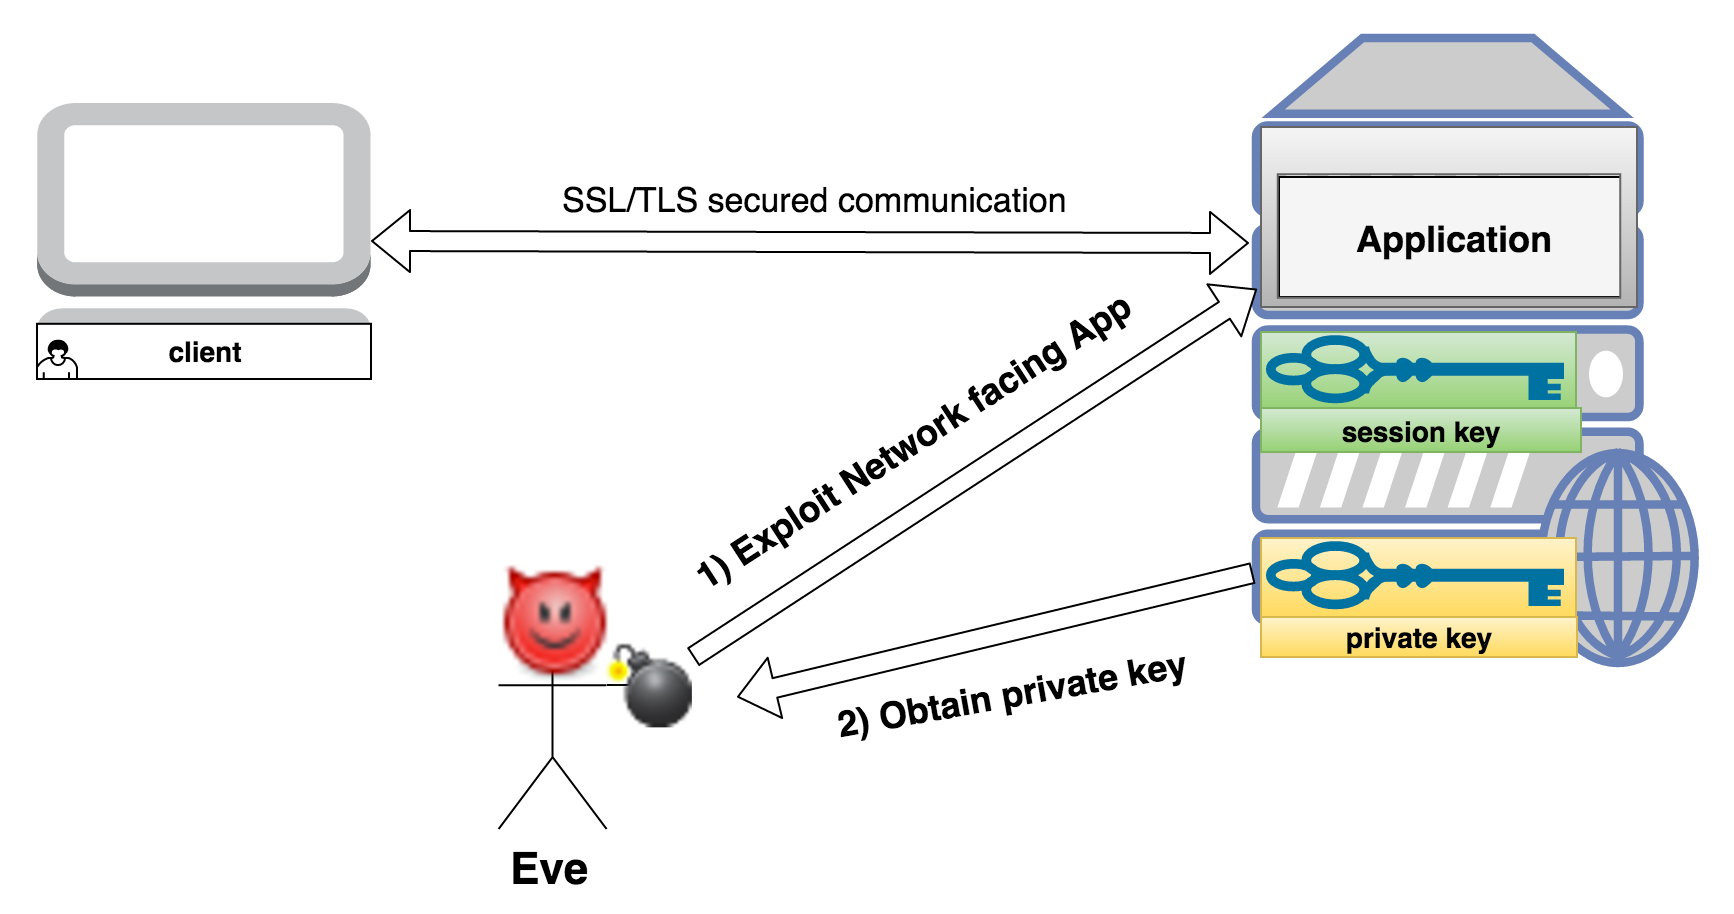 SSL/TLS secured communication
Application
client
1) Exploit Network facing App
session key
private key
2) Obtain private key
Eve